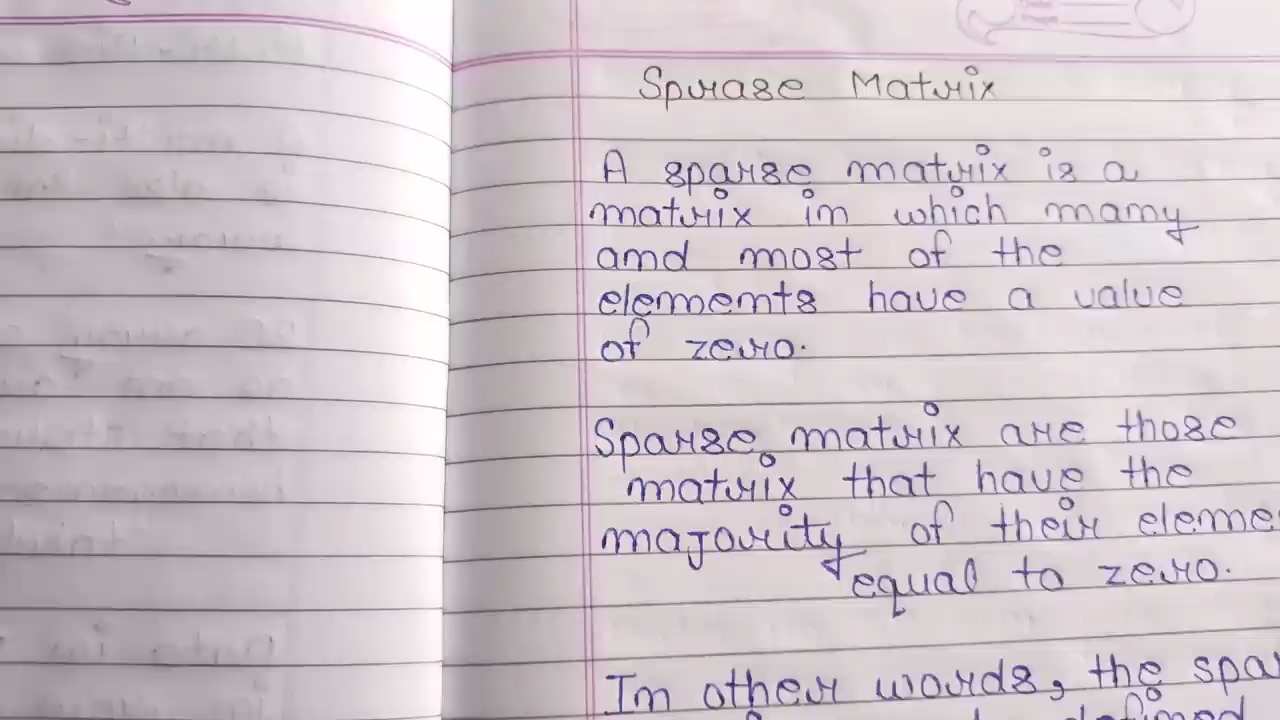 Sprase Matrix
A sparse matrix is a
matrix in which many
and most of the
elements have a value
of zero.
Sparse matrix are those
matrix that have the
majority of their eleme
equal to zero.
In other words, the spa
defined